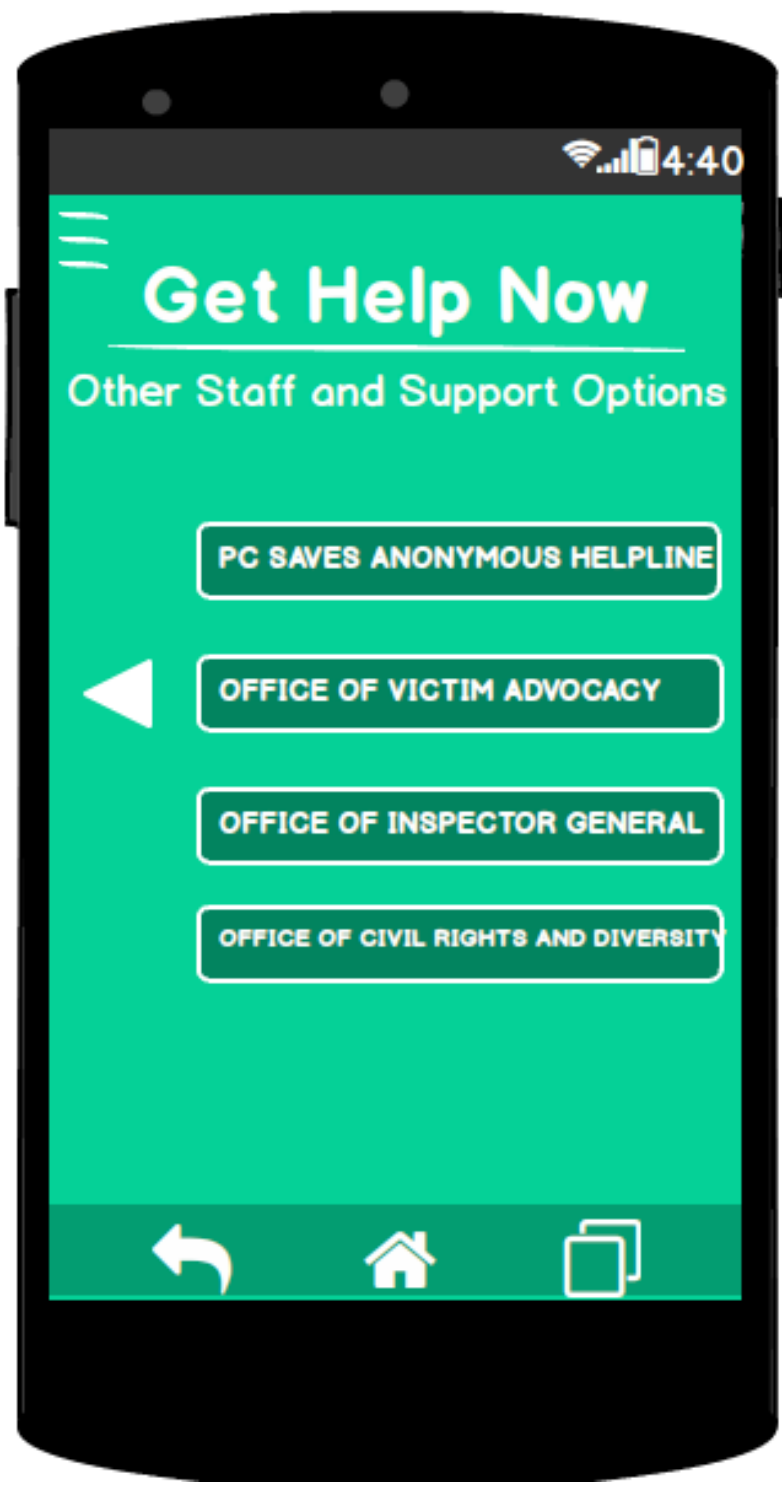 4:40
Get Help Now
Other Staff and Support Options
PC SAVES ANONYMOUS HELPLINE
OFFICE OF VICTIM ADVOCACY
OFFICE OF INSPECTOR GENERAL
OFFICE OF CIVIL RIGHTS AND DIVERSITY